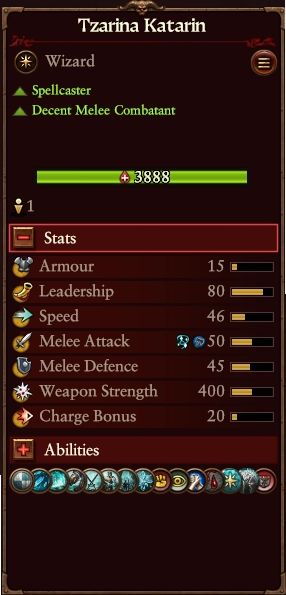 Tzarina Katarin
Wizard
Spellcaster
Decent Melee Combatant
3888
1
Stats
Armour 15
Leadership 80
Speed 46
Melee Attack 50
Melee Defence 45
Weapon Strength 400
Charge Bonus 20
Abilities